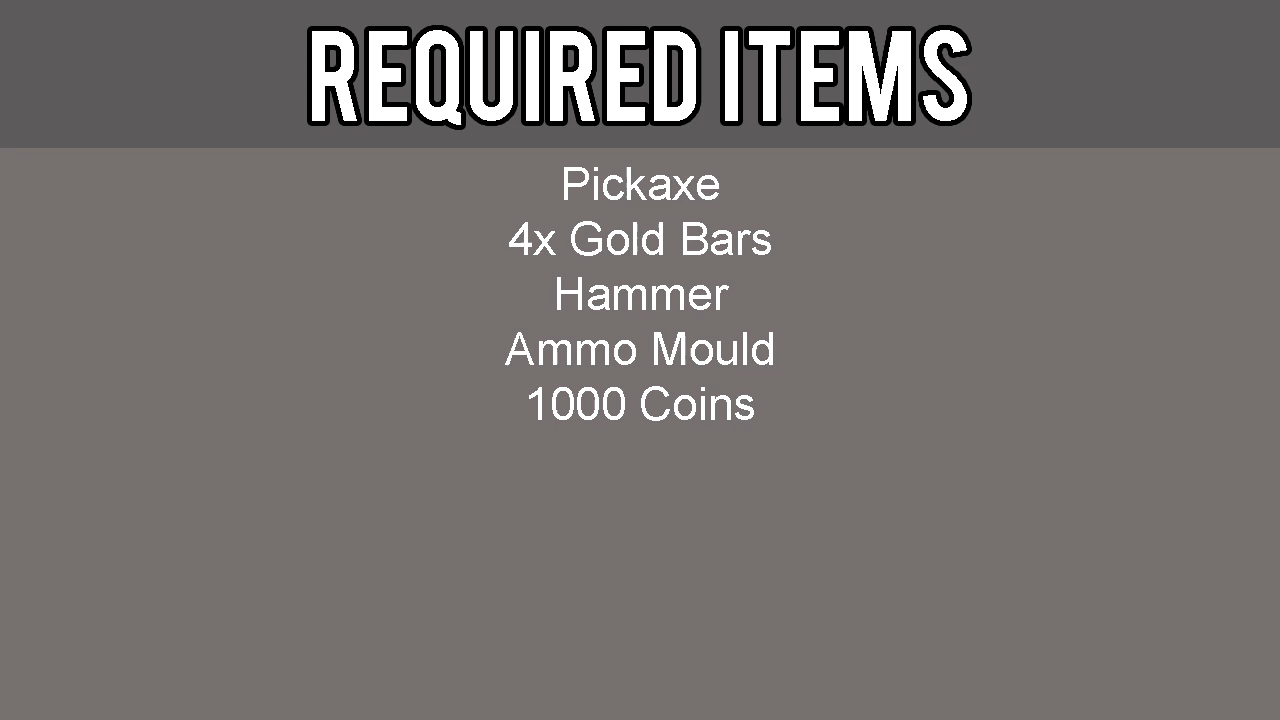 REQUIRED ITEMS
Pickaxe
4x Gold Bars
Hammer
Ammo Mould
1000 Coins